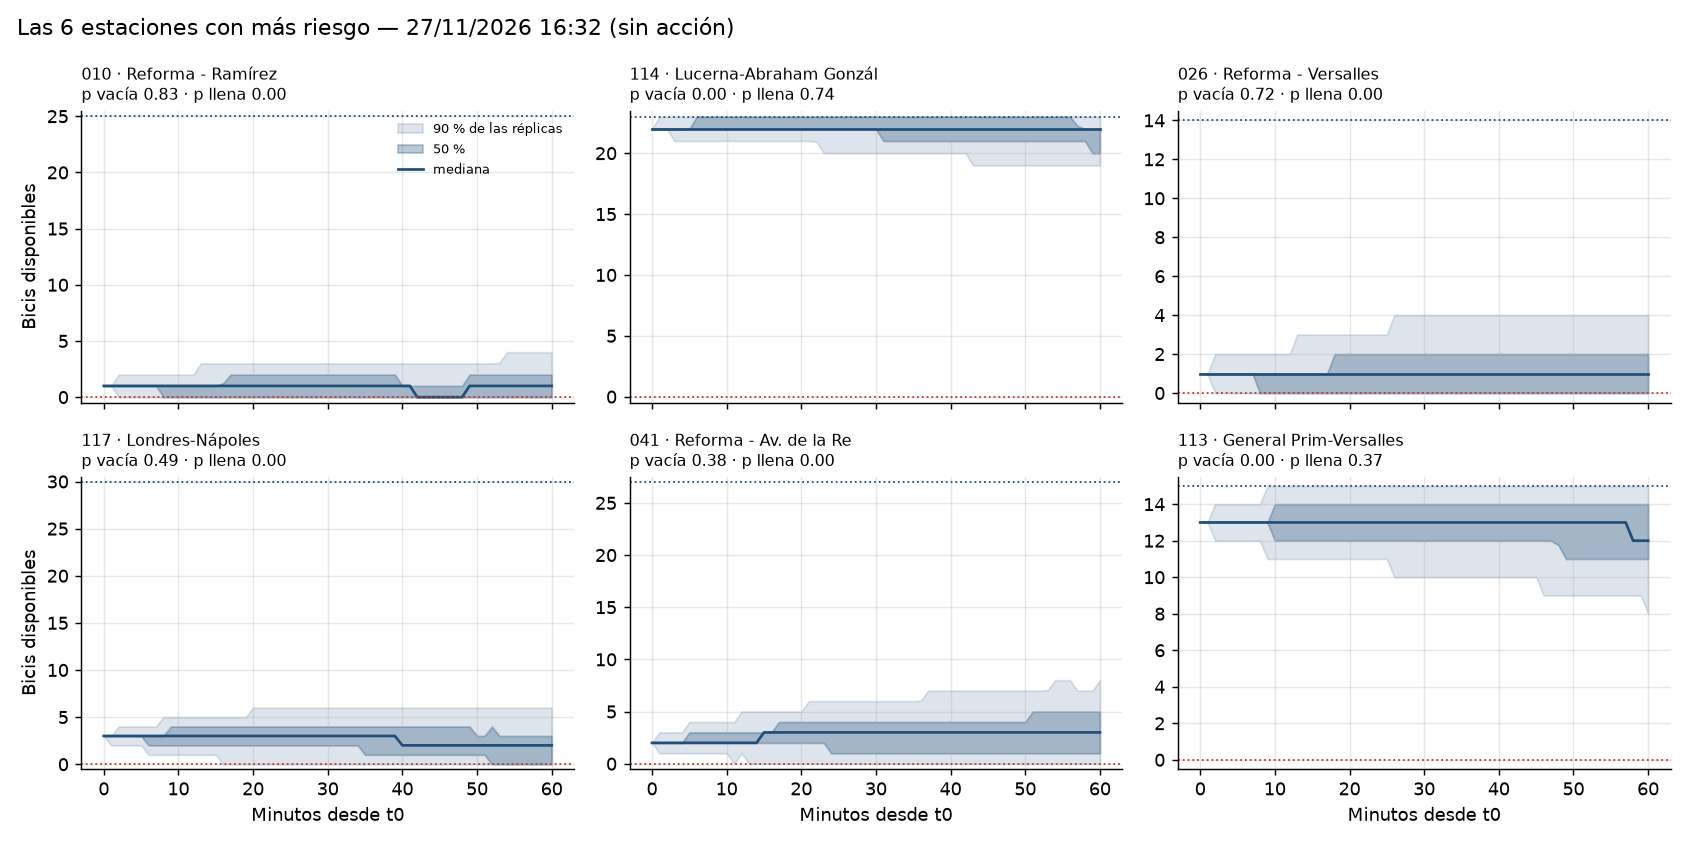 Las 6 estaciones con más riesgo — 27/11/2026 16:32 (sin acción)
010 · Reforma - Ramírez
p vacía 0.83 · p llena 0.00
25
20
15
10
5
0
Bicis disponibles
90 % de las réplicas
50 %
mediana
114 · Lucerna-Abraham Gonzál
p vacía 0.00 · p llena 0.74
20
15
10
5
0
026 · Reforma - Versalles
p vacía 0.72 · p llena 0.00
14
12
10
8
6
4
2
0
117 · Londres-Nápoles
p vacía 0.49 · p llena 0.00
30
25
20
15
10
5
0
Bicis disponibles
0 10 20 30 40 50 60
Minutos desde t0
041 · Reforma - Av. de la Re
p vacía 0.38 · p llena 0.00
25
20
15
10
5
0
0 10 20 30 40 50 60
Minutos desde t0
113 · General Prim-Versalles
p vacía 0.00 · p llena 0.37
14
12
10
8
6
4
2
0
0 10 20 30 40 50 60
Minutos desde t0